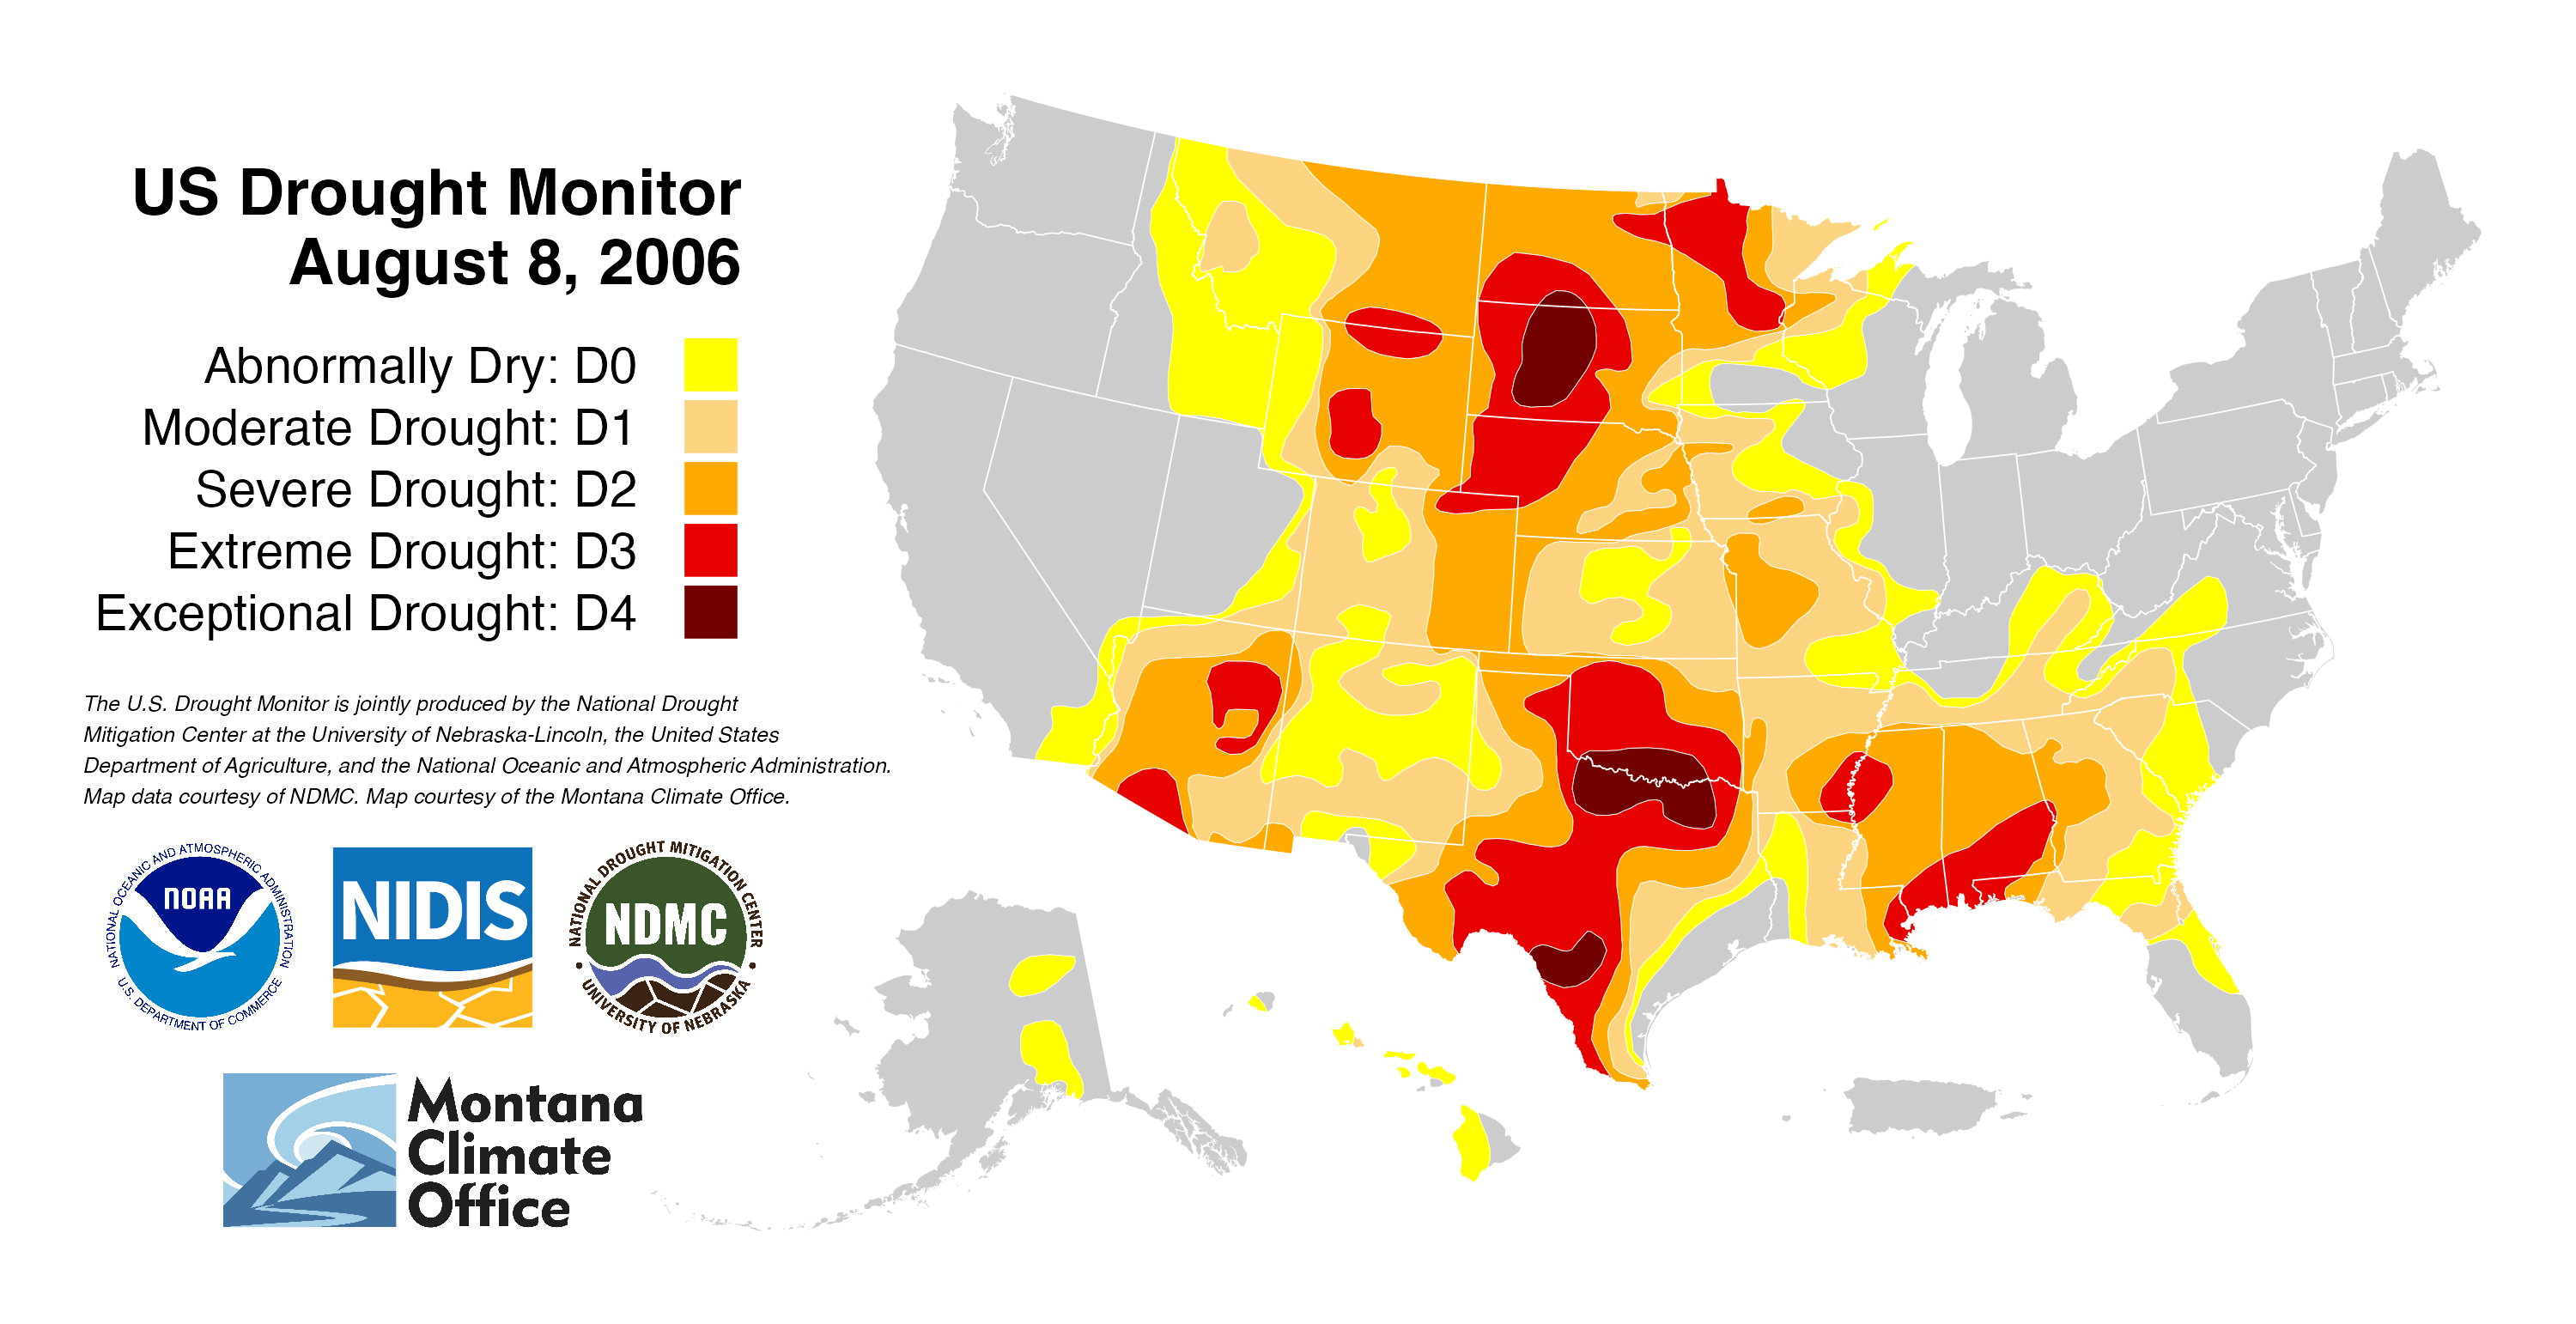 US Drought Monitor
August 8, 2006
Abnormally Dry: D0
Moderate Drought: D1
Severe Drought: D2
Extreme Drought: D3
Exceptional Drought: D4
The U.S. Drought Monitor is jointly produced by the National Drought
Mitigation Center at the University of Nebraska-Lincoln, the United States
Department of Agriculture, and the National Oceanic and Atmospheric Administration.
Map data courtesy of NDMC. Map courtesy of the Montana Climate Office.
NATIONAL OCEANIC AND ATMOSPHERIC ADMINISTRATION
NOAA
U.S. DEPARTMENT OF COMMERCE
NIDIS
NATIONAL DROUGHT MITIGATION CENTER
NDMC
UNIVERSITY OF NEBRASKA
Montana
Climate
Office